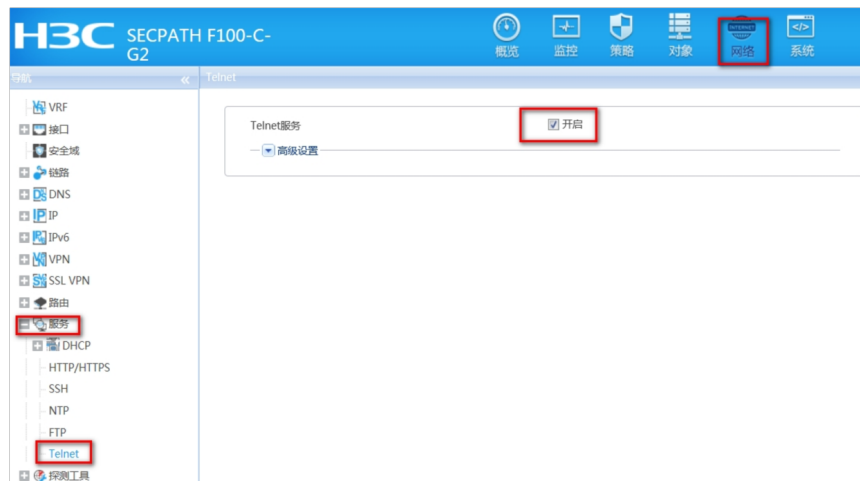 H3C SECPATH F100-C-G2
概览 监控 策略 对象 网络 系统
导航 Telnet
VRF
接口
安全域
链路
DNS
IP
IPv6
VPN
SSL VPN
路由
服务
DHCP
HTTP/HTTPS
SSH
NTP
FTP
Telnet
探测工具
Telnet服务 开启
高级设置